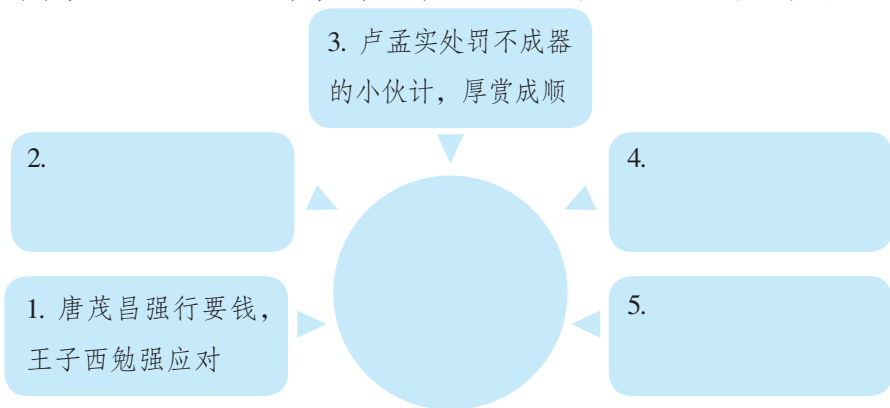 3. 卢孟实处罚不成器
的小伙计，厚赏成顺
2.
4.
1. 唐茂昌强行要钱，
王子西勉强应对
5.